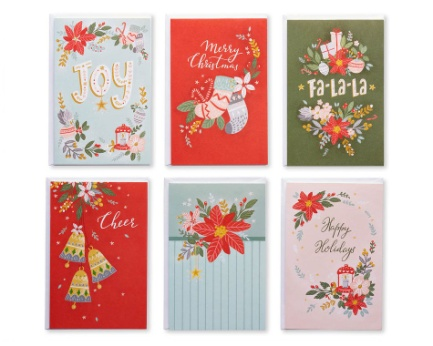 JOY
Merry
Christmas
Fa-la-la
Cheer
Happy
Holidays